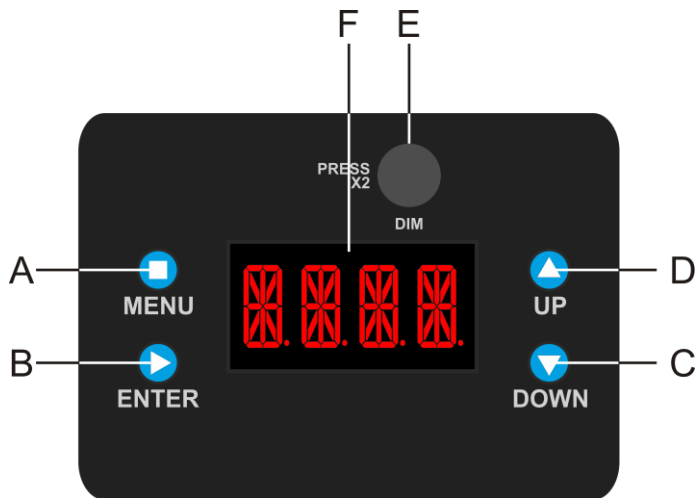 F E
PRESS
X2
DIM
A D
MENU UP
B C
ENTER DOWN